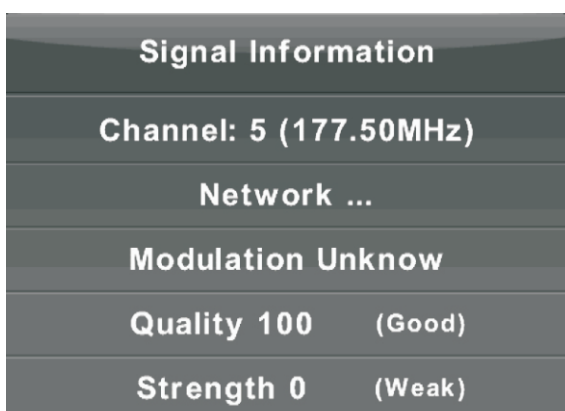 Signal Information
Channel: 5 (177.50MHz)
Network ...
Modulation Unknow
Quality 100 (Good)
Strength 0 (Weak)